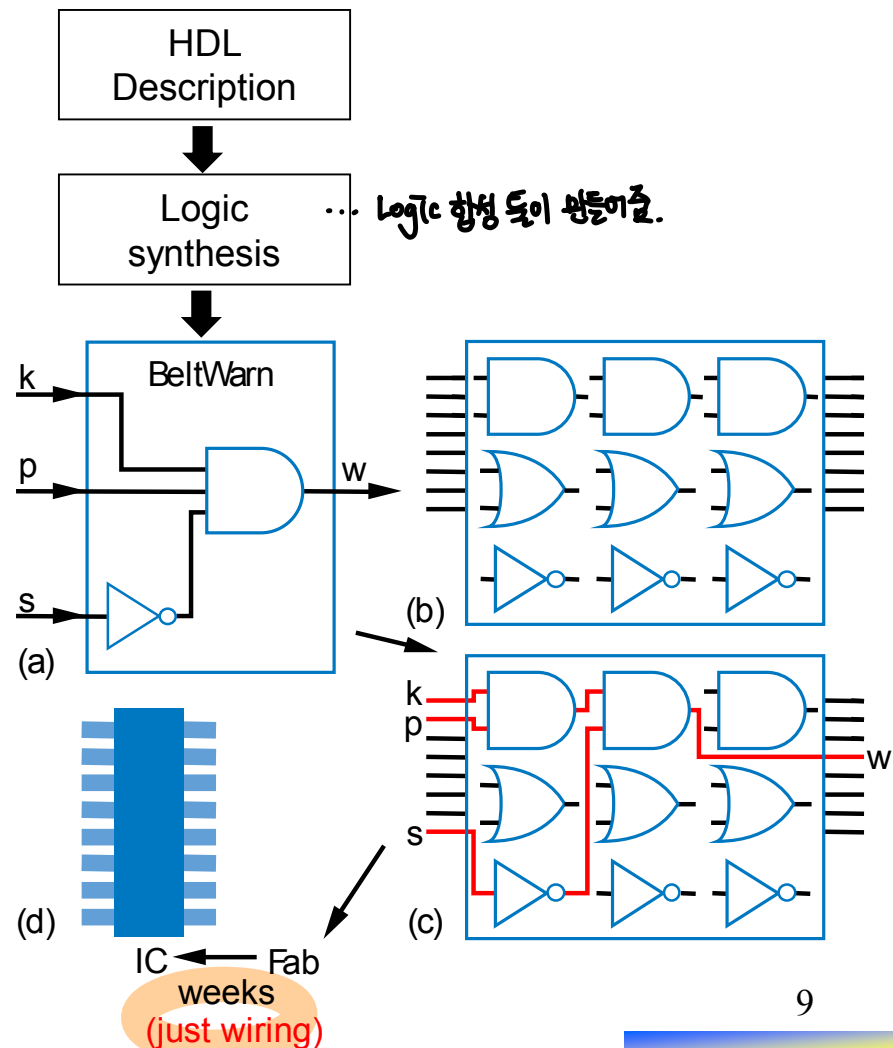 HDL
Description
Logic
synthesis
... Logic 합성 툴이 만들어줌.
BeltWarn
k
p
w
s
(a)
(b)
k
p
w
s
(d)
(c)
IC
Fab
weeks
(just wiring)
9